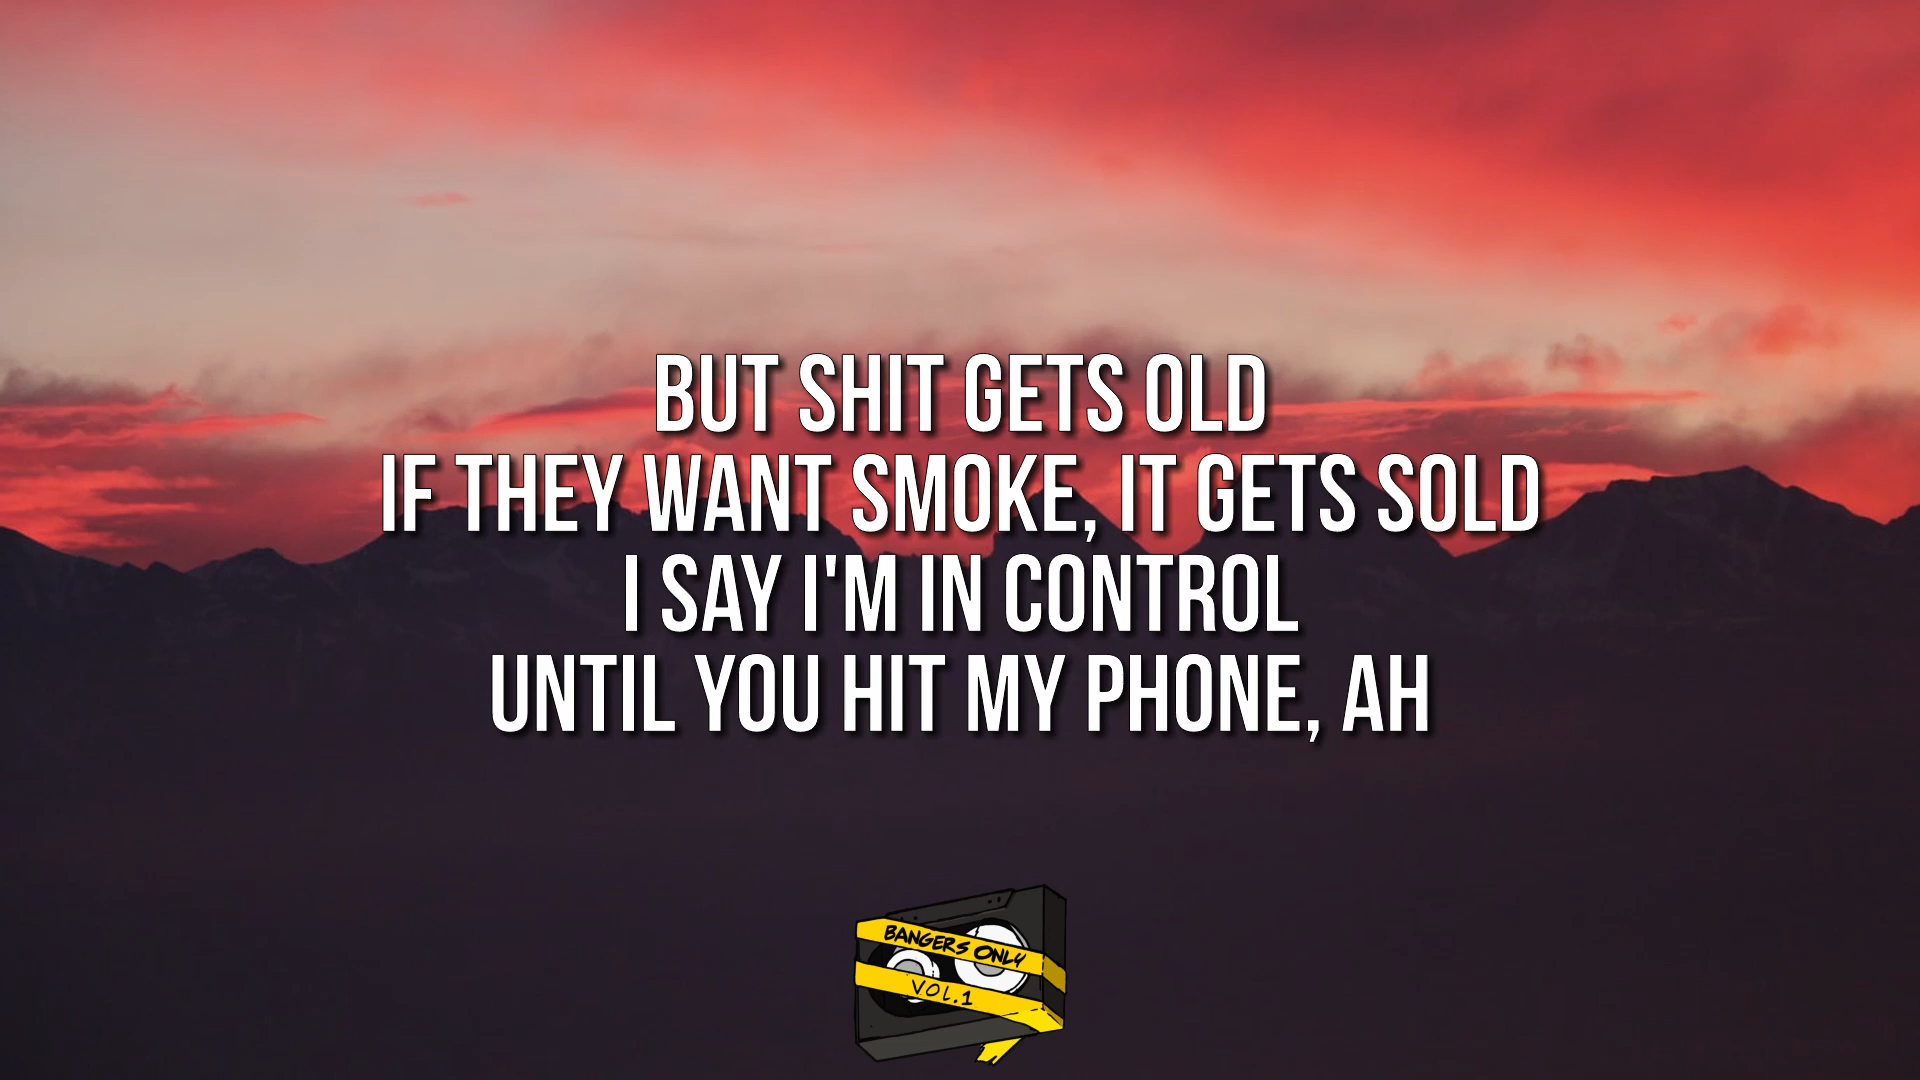 BUT SHIT GETS OLD
IF THEY WANT SMOKE, IT GETS SOLD
I SAY I'M IN CONTROL
UNTIL YOU HIT MY PHONE, AH
BANGERS ONLY
VOL.1